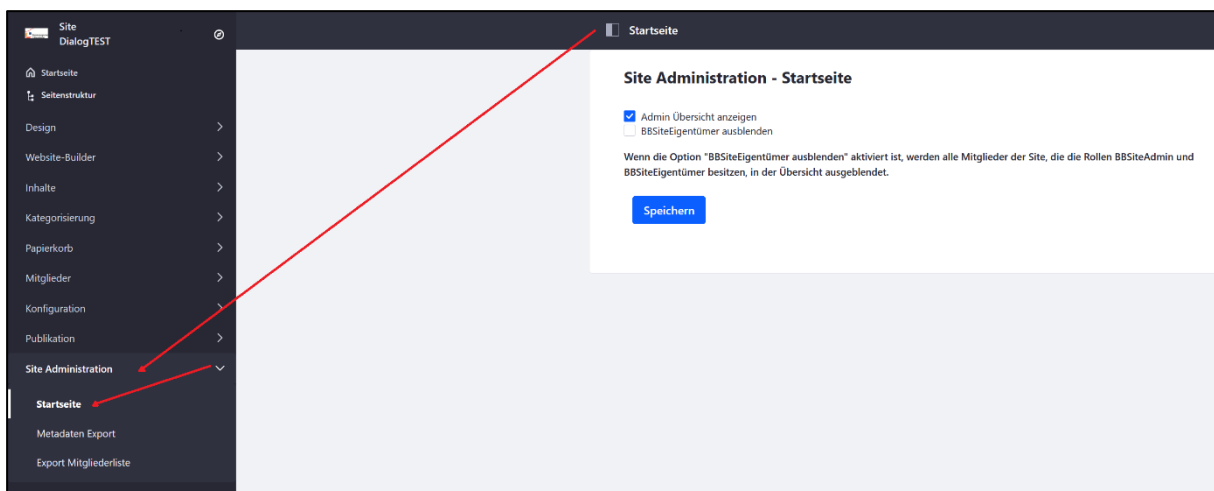 Site
DialogTEST
Startseite
Seitenstruktur
Design
Website-Builder
Inhalte
Kategorisierung
Papierkorb
Mitglieder
Konfiguration
Publikation
Site Administration
Startseite
Metadaten Export
Export Mitgliederliste
Startseite
Site Administration - Startseite
Admin Übersicht anzeigen
BBSiteEigentümer ausblenden
Wenn die Option "BBSiteEigentümer ausblenden" aktiviert ist, werden alle Mitglieder der Site, die die Rollen BBSiteAdmin und
BBSiteEigentümer besitzen, in der Übersicht ausgeblendet.
Speichern